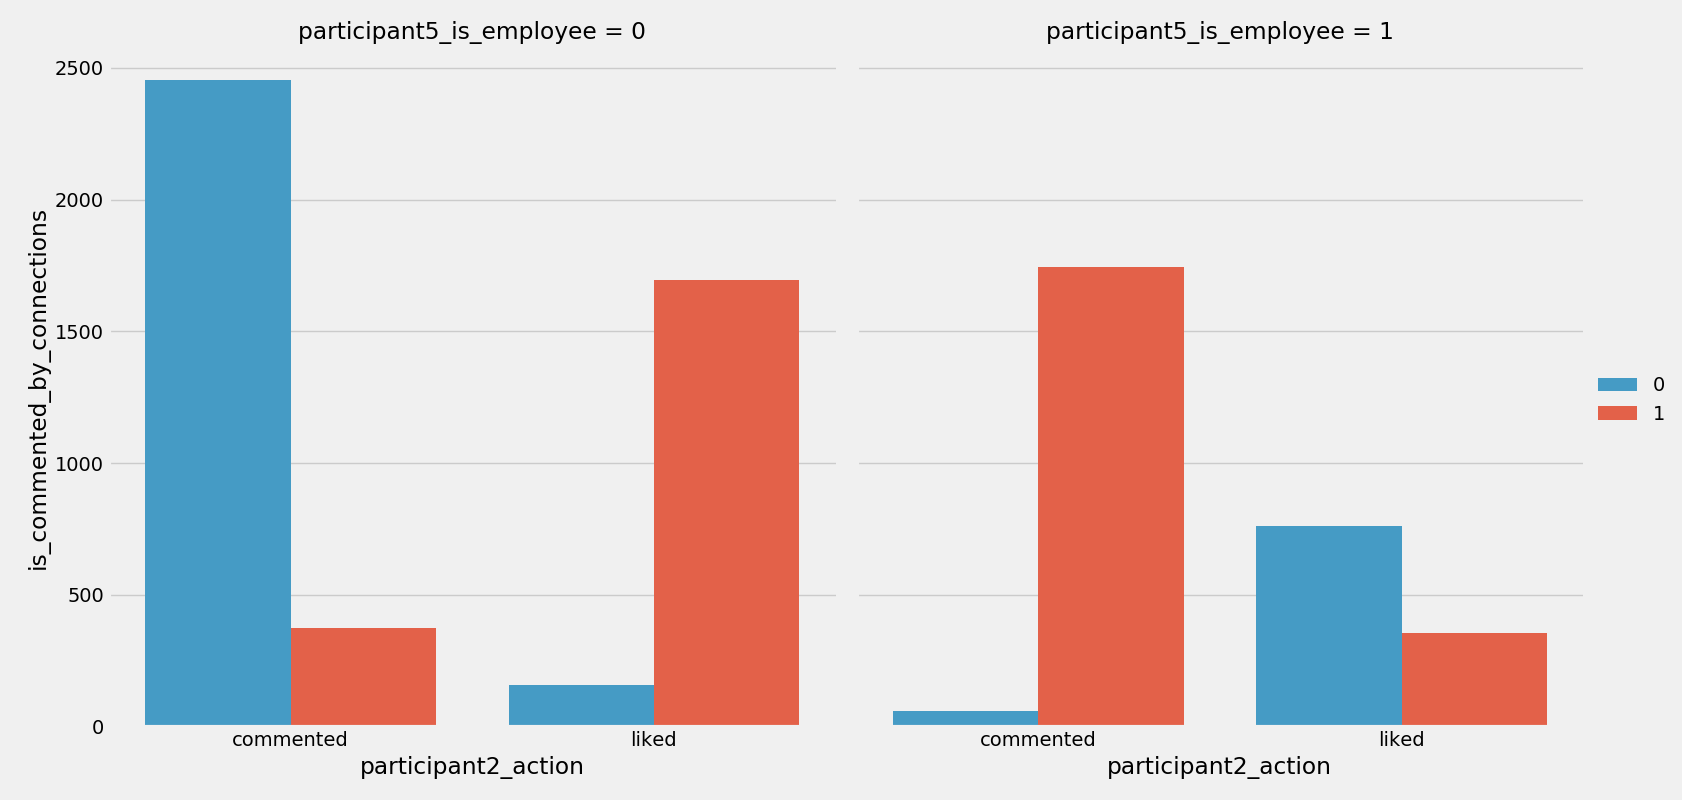 participant5_is_employee = 0
participant5_is_employee = 1
is_commented_by_connections
2500
2000
1500
1000
500
0
commented
liked
commented
liked
participant2_action
participant2_action
0
1